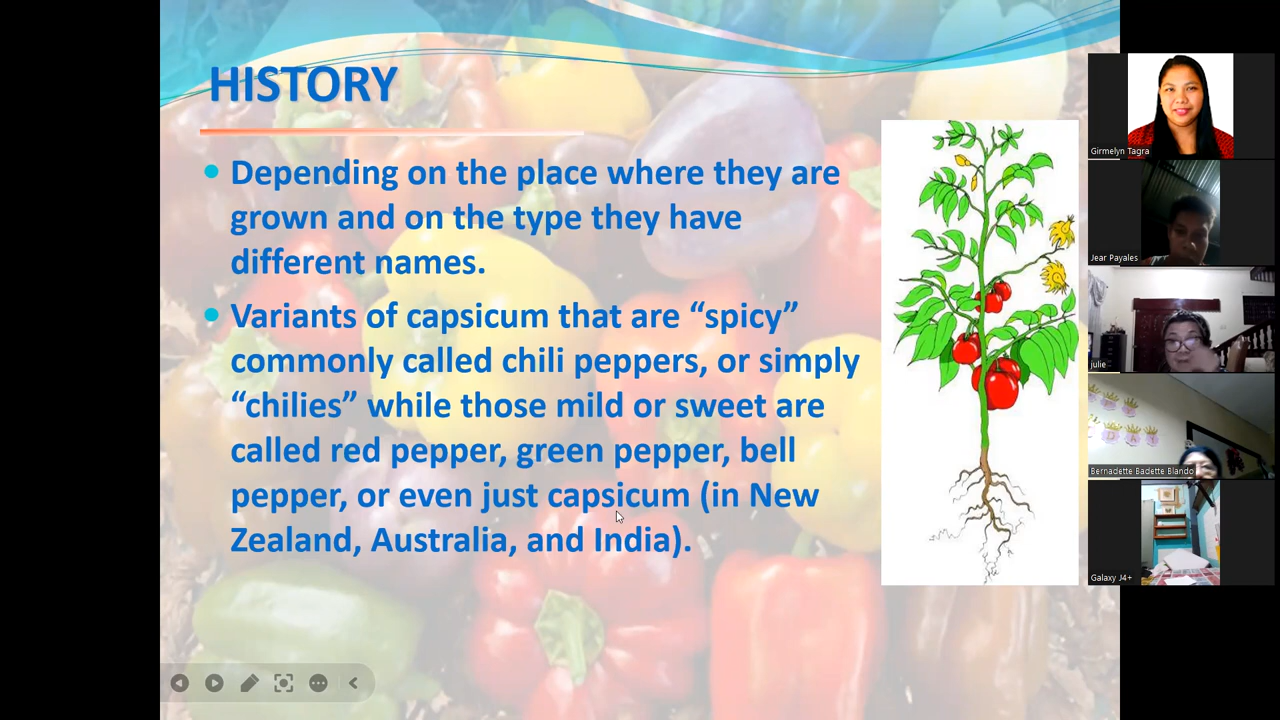 HISTORY
Depending on the place where they are
grown and on the type they have
different names.
Variants of capsicum that are “spicy”
commonly called chili peppers, or simply
“chilies” while those mild or sweet are
called red pepper, green pepper, bell
pepper, or even just capsicum (in New
Zealand, Australia, and India).
Girmelyn Tagra
Jear Payales
julie
Bernadette Badette Blando
Galaxy J4+